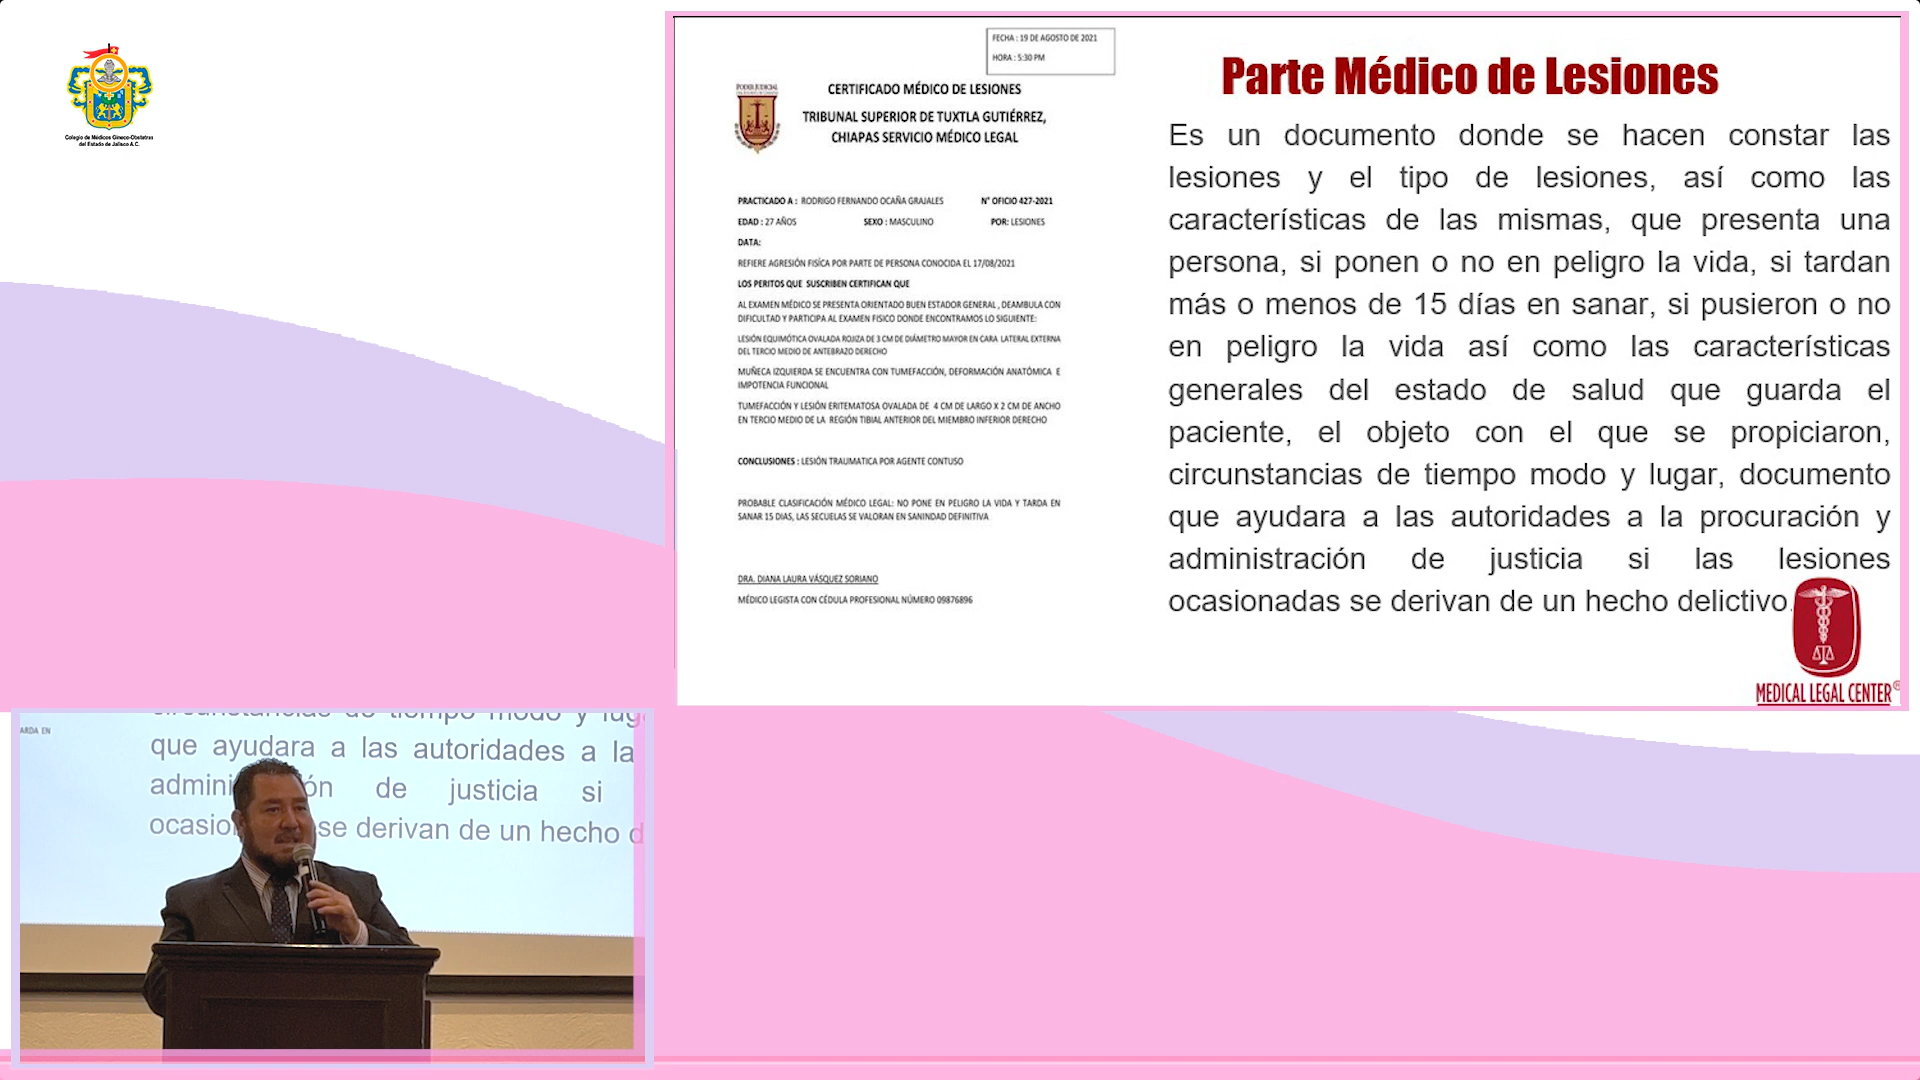 Colegio de Médicos Gineco-Obstetras
del Estado de Jalisco A.C.
FECHA : 19 DE AGOSTO DE 2021
HORA : 5:30 PM
PODER JUDICIAL
CERTIFICADO MÉDICO DE LESIONES
TRIBUNAL SUPERIOR DE TUXTLA GUTIÉRREZ,
CHIAPAS SERVICIO MÉDICO LEGAL
PRACTICADO A : RODRIGO FERNANDO OCAÑA GRAJALES N° OFICIO 427-2021
EDAD : 27 AÑOS SEXO : MASCULINO POR: LESIONES
DATA:
REFIERE AGRESIÓN FISÍCA POR PARTE DE PERSONA CONOCIDA EL 17/08/2021
LOS PERITOS QUE SUSCRIBEN CERTIFICAN QUE
AL EXAMEN MÉDICO SE PRESENTA ORIENTADO BUEN ESTADOR GENERAL , DEAMBULA CON
DIFICULTAD Y PARTICIPA AL EXAMEN FISICO DONDE ENCONTRAMOS LO SIGUIENTE:
LESIÓN EQUIMÓTICA OVALADA ROJIZA DE 3 CM DE DIÁMETRO MAYOR EN CARA LATERAL EXTERNA
DEL TERCIO MEDIO DE ANTEBRAZO DERECHO
MUÑECA IZQUIERDA SE ENCUENTRA CON TUMEFACCIÓN, DEFORMACIÓN ANATÓMICA E
IMPOTENCIA FUNCIONAL
TUMEFACCIÓN Y LESIÓN ERITEMATOSA OVALADA DE 4 CM DE LARGO X 2 CM DE ANCHO
EN TERCIO MEDIO DE LA REGIÓN TIBIAL ANTERIOR DEL MIEMBRO INFERIOR DERECHO
CONCLUSIONES : LESIÓN TRAUMATICA POR AGENTE CONTUSO
PROBABLE CLASIFICACIÓN MÉDICO LEGAL: NO PONE EN PELIGRO LA VIDA Y TARDA EN
SANAR 15 DIAS, LAS SECUELAS SE VALORAN EN SANINDAD DEFINITIVA
DRA. DIANA LAURA VÁSQUEZ SORIANO
MÉDICO LEGISTA CON CÉDULA PROFESIONAL NÚMERO 09876896
Parte Médico de Lesiones
Es un documento donde se hacen constar las
lesiones y el tipo de lesiones, así como las
características de las mismas, que presenta una
persona, si ponen o no en peligro la vida, si tardan
más o menos de 15 días en sanar, si pusieron o no
en peligro la vida así como las características
generales del estado de salud que guarda el
paciente, el objeto con el que se propiciaron,
circunstancias de tiempo modo y lugar, documento
que ayudara a las autoridades a la procuración y
administración de justicia si las lesiones
ocasionadas se derivan de un hecho delictivo.
MEDICAL LEGAL CENTER®
circunstancias de tiempo modo y lug
ARDA EN
que ayudara a las autoridades a la
admini ón de justicia si
ocasio se derivan de un hecho d